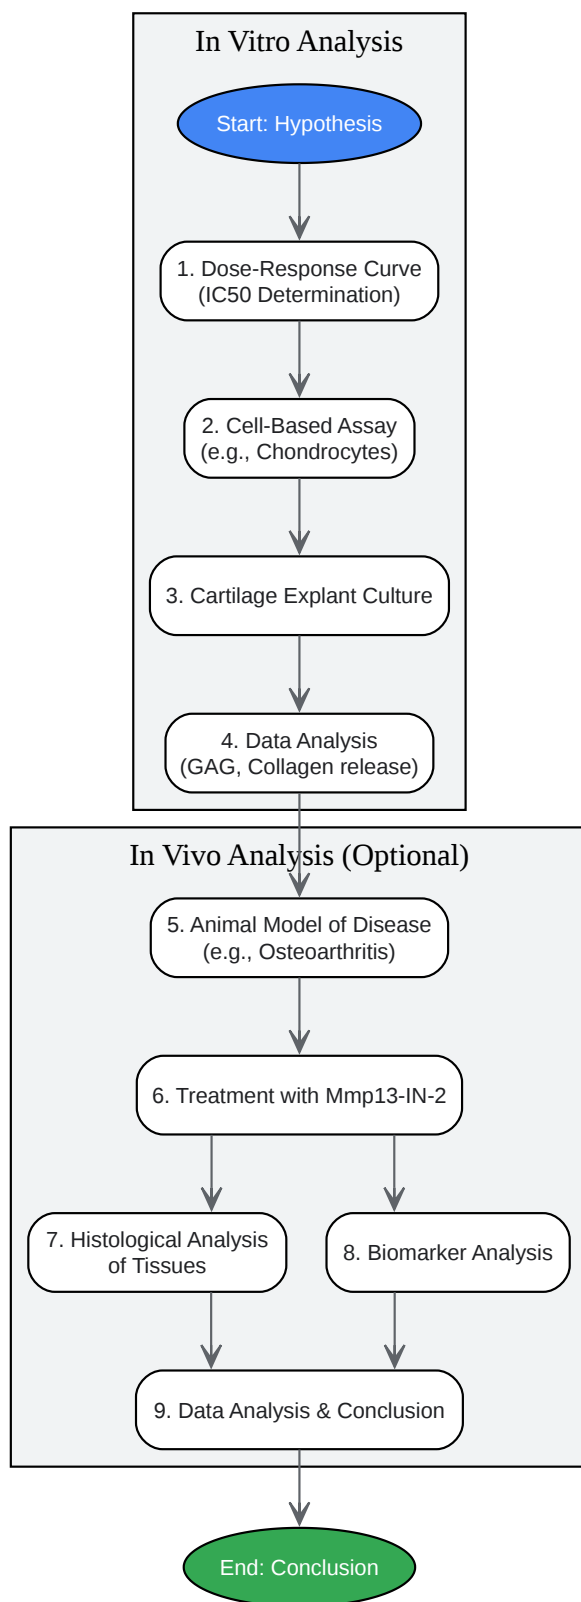 In Vitro Analysis
Start: Hypothesis
1. Dose-Response Curve
(IC50 Determination)
2. Cell-Based Assay
(e.g., Chondrocytes)
3. Cartilage Explant Culture
4. Data Analysis
(GAG, Collagen release)
In Vivo Analysis (Optional)
5. Animal Model of Disease
(e.g., Osteoarthritis)
6. Treatment with Mmp13-IN-2
7. Histological Analysis
of Tissues
8. Biomarker Analysis
9. Data Analysis & Conclusion
End: Conclusion